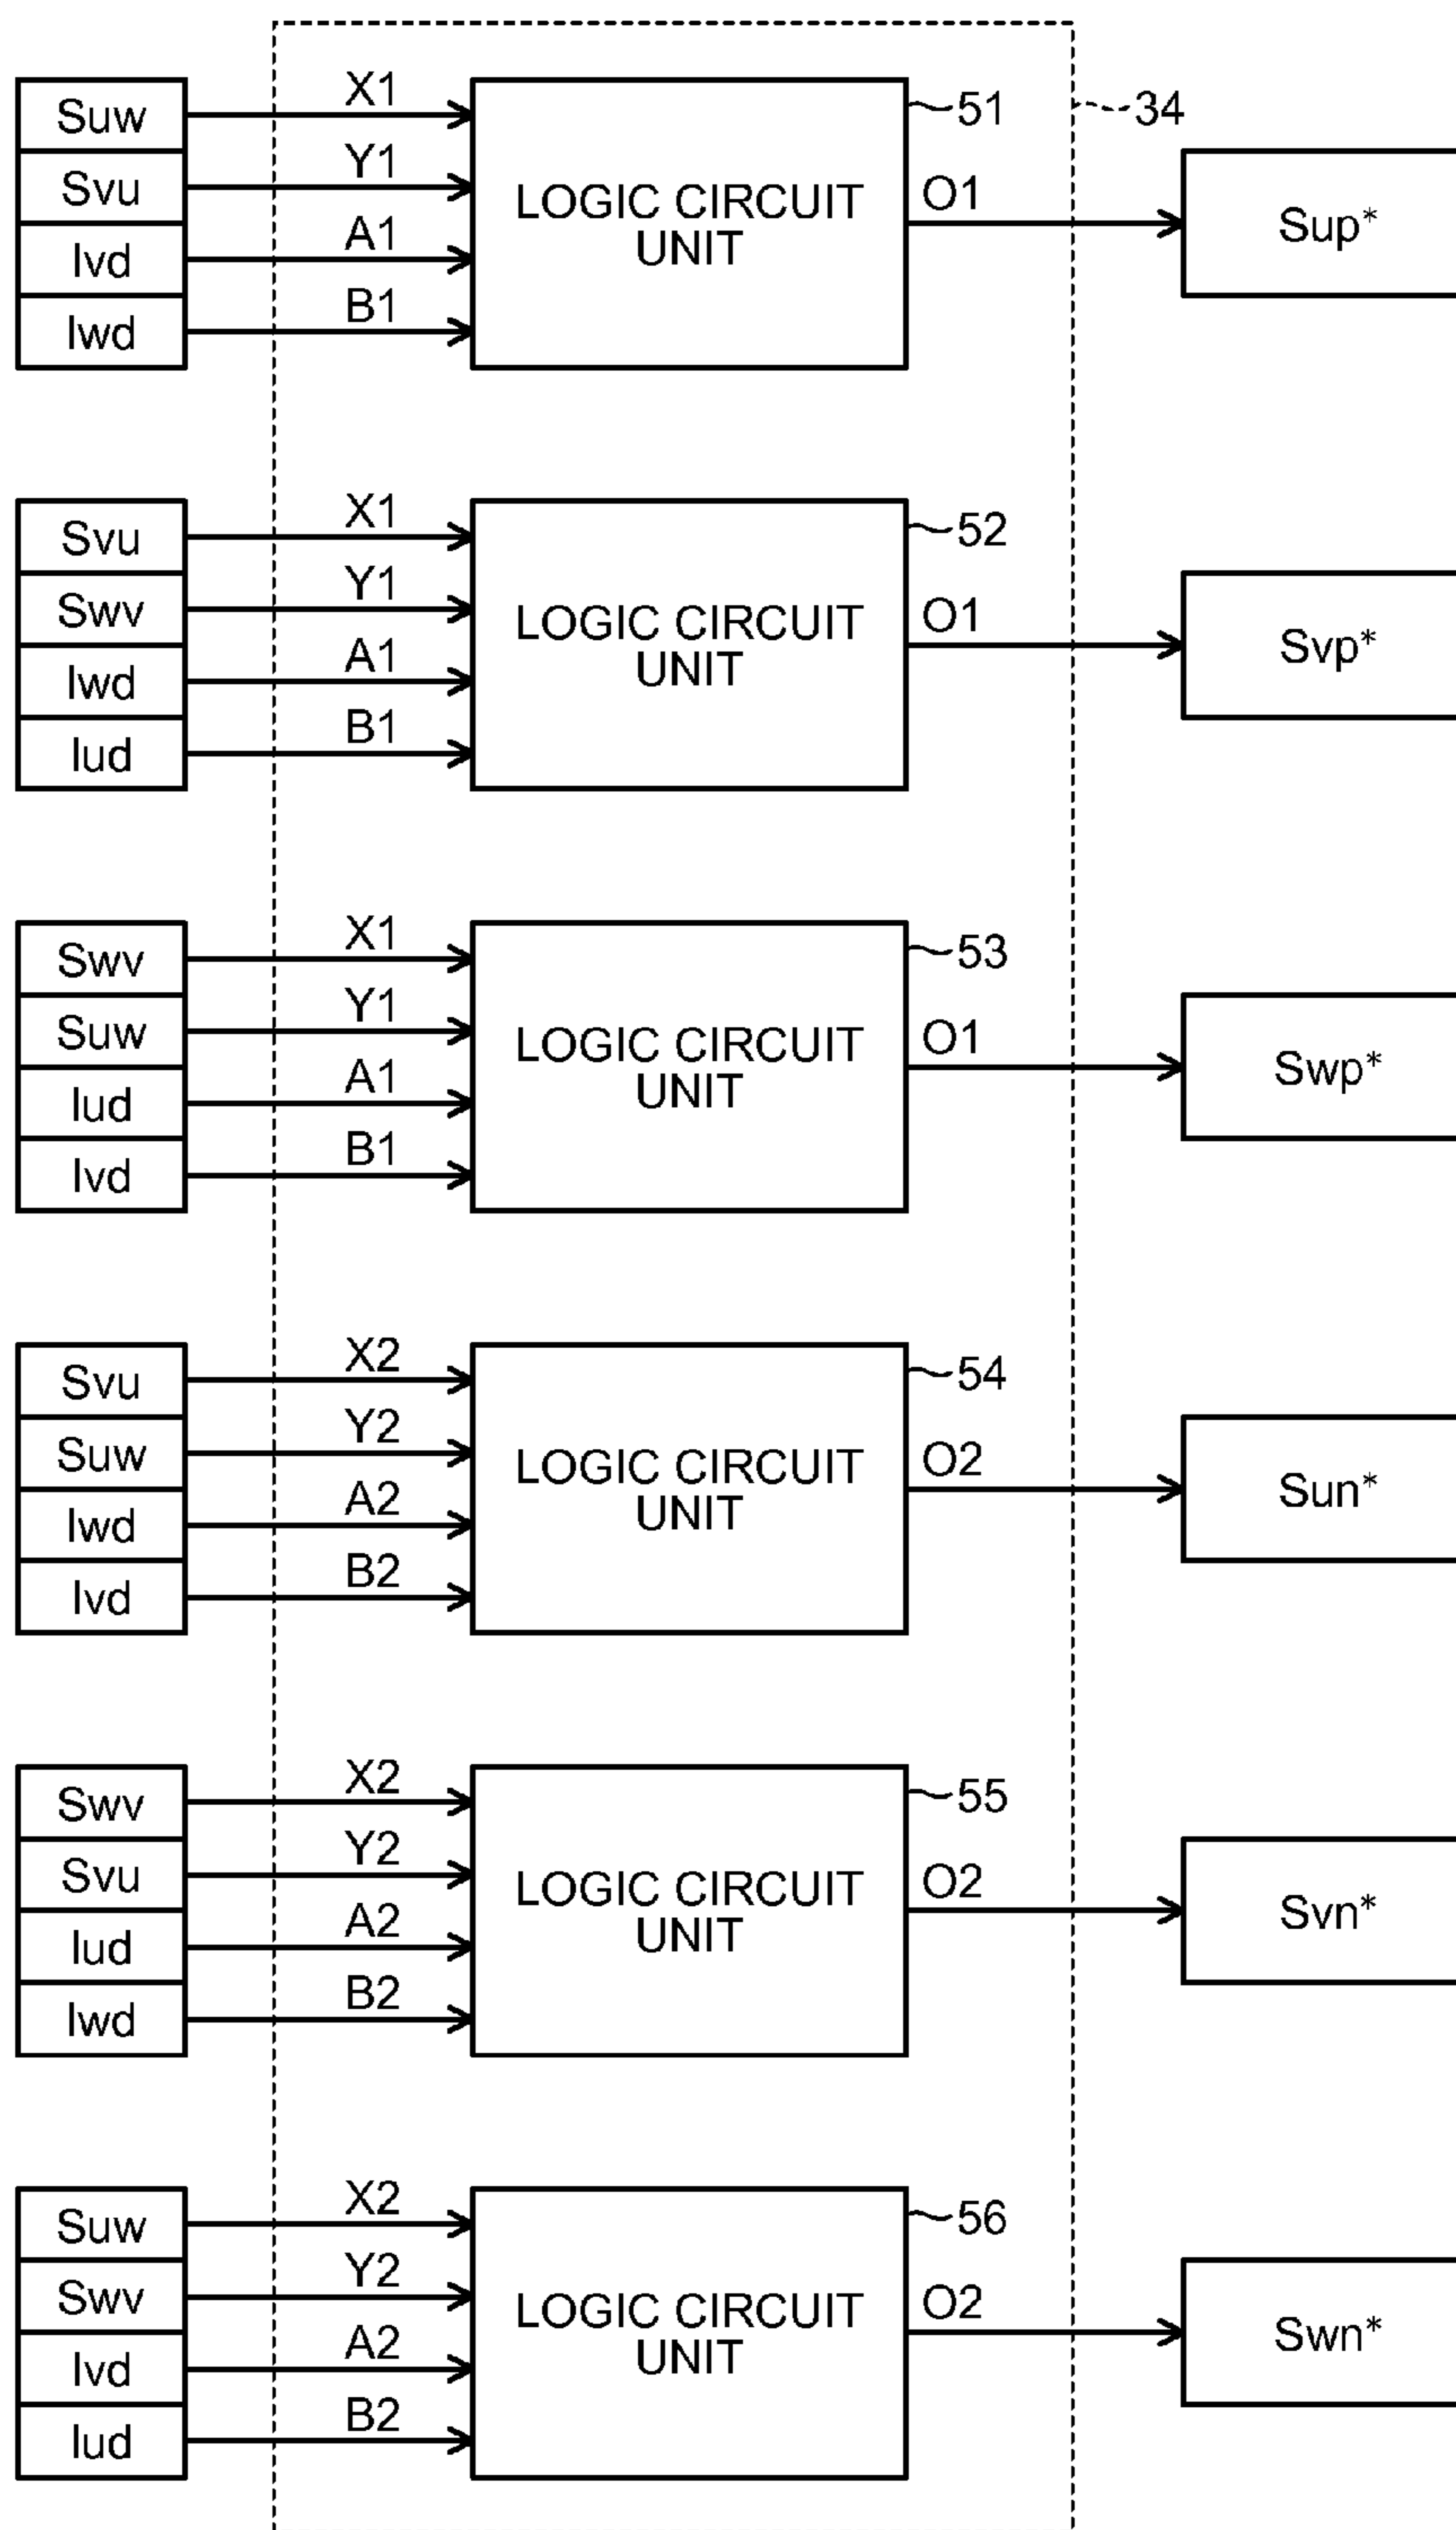 34
Suw X1
Svu Y1
Ivd A1
Iwd B1
LOGIC CIRCUIT
UNIT
51
O1
Sup*
Svu X1
Swv Y1
Iwd A1
Iud B1
LOGIC CIRCUIT
UNIT
52
O1
Svp*
Swv X1
Suw Y1
Iud A1
Ivd B1
LOGIC CIRCUIT
UNIT
53
O1
Swp*
Svu X2
Suw Y2
Iwd A2
Ivd B2
LOGIC CIRCUIT
UNIT
54
O2
Sun*
Swv X2
Svu Y2
Iud A2
Iwd B2
LOGIC CIRCUIT
UNIT
55
O2
Svn*
Suw X2
Swv Y2
Ivd A2
Iud B2
LOGIC CIRCUIT
UNIT
56
O2
Swn*